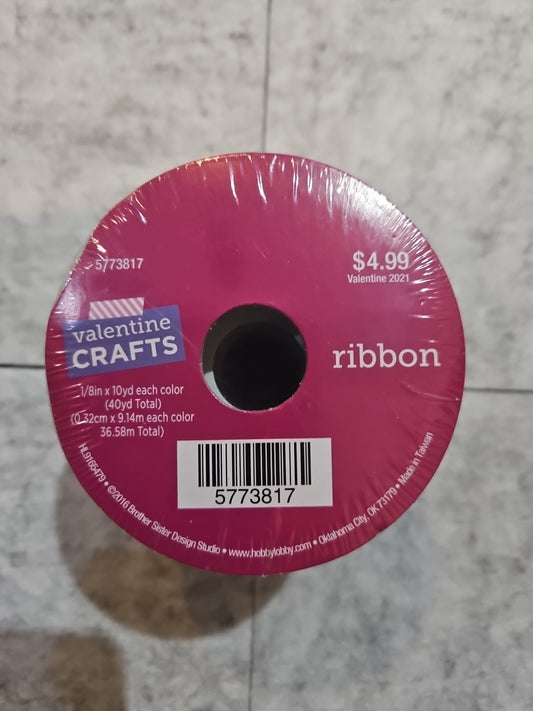 5773817
$4.99
Valentine 2021
valentine
CRAFTS
ribbon
1/8in x 10yd each color
(40yd Total)
(0.32cm x 9.14m each color
36.58m Total)
5773817
HL9165479 • ©2016 Brother Sister Design Studio • www.hobbylobby.com • Oklahoma City, OK 73179 • Made in Taiwan